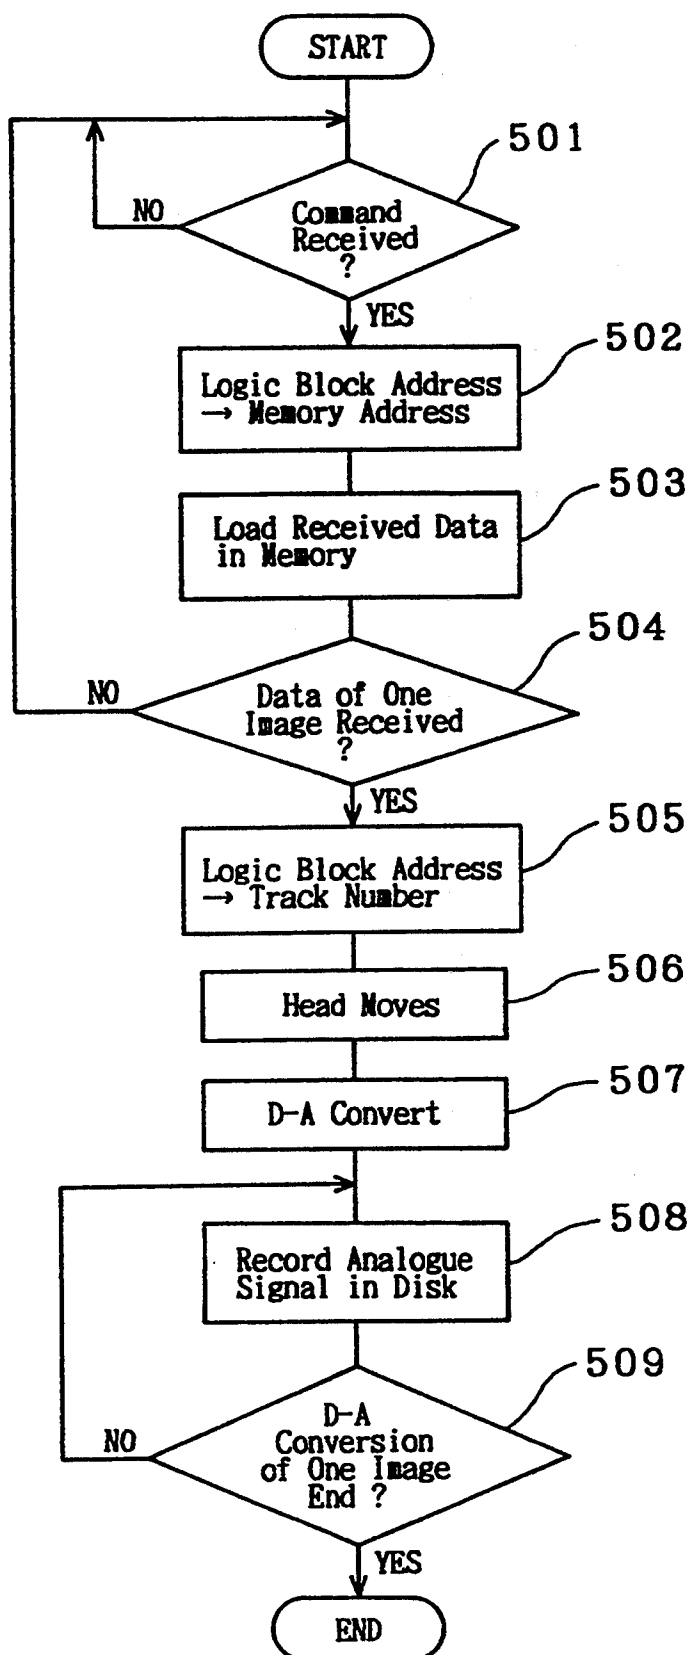 START
501
NO
Command
Received
?
YES
502
Logic Block Address
→ Memory Address
503
Load Received Data
in Memory
504
NO
Data of One
Image Received
?
YES
505
Logic Block Address
→ Track Number
506
Head Moves
507
D-A Convert
508
Record Analogue
Signal in Disk
509
NO
D-A
Conversion
of One Image
End ?
YES
END